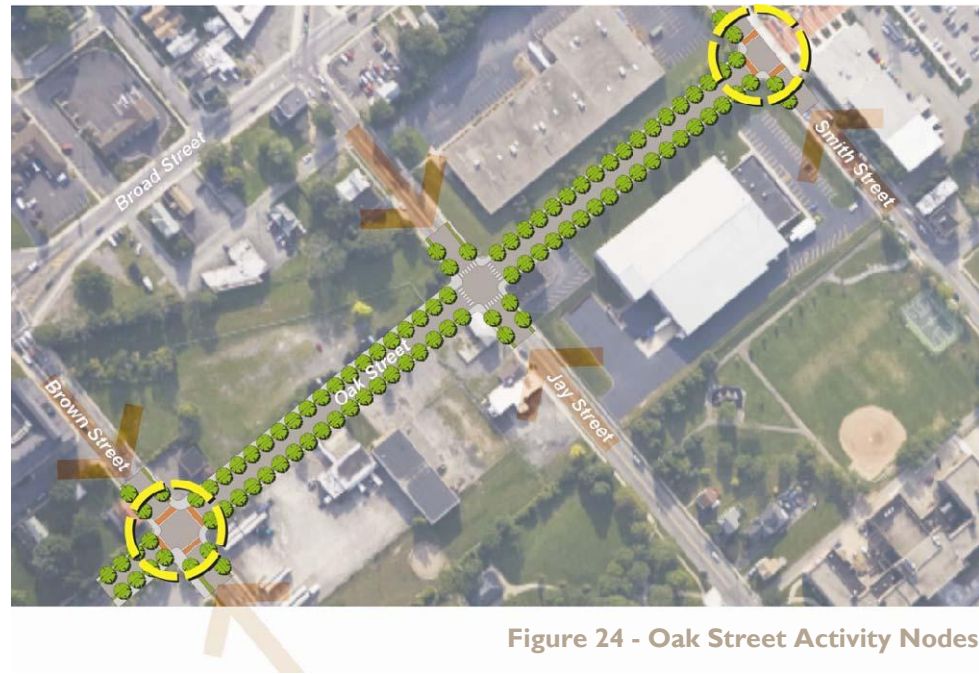 Broad Street
Smith Street
Oak Street
Jay Street
Brown Street
Figure 24 - Oak Street Activity Nodes